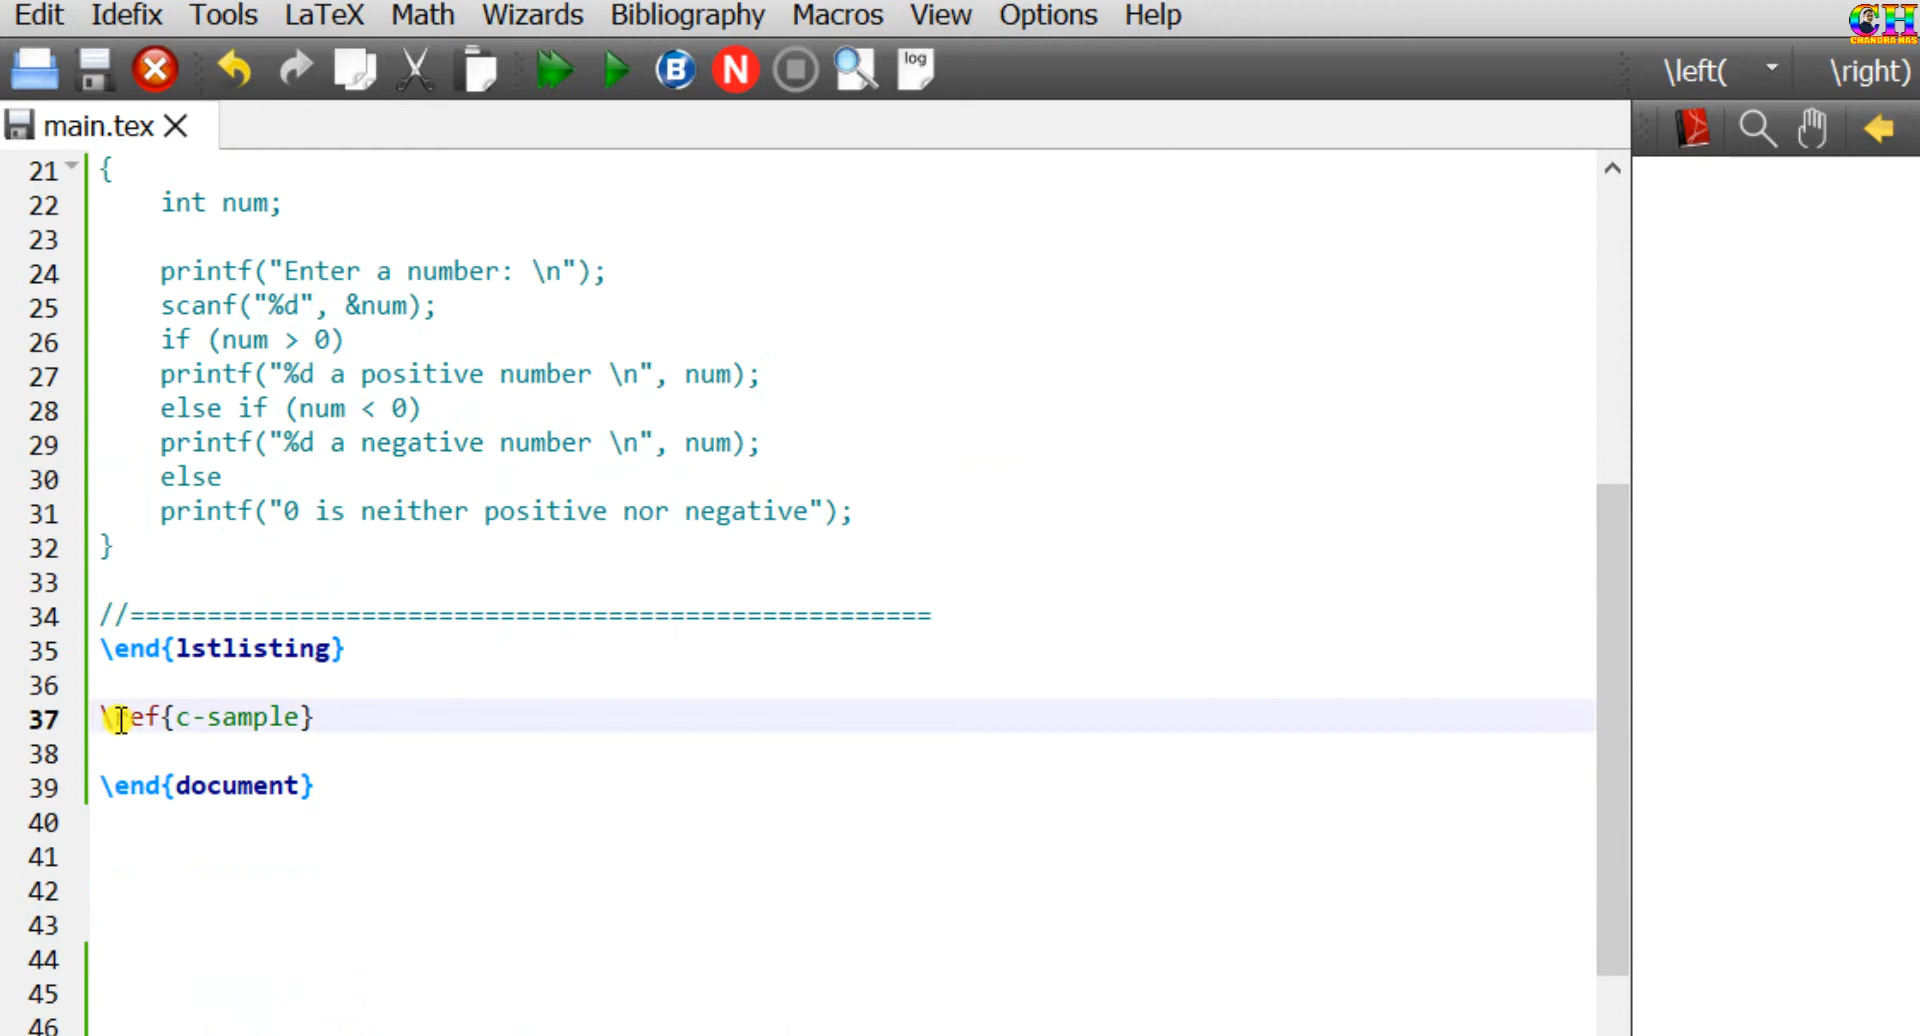 Edit Idefix Tools LaTeX Math Wizards Bibliography Macros View Options Help
CH
CHANDRA HAS
B N log \left( \right)
main.tex
21 {
22 int num;
23
24 printf("Enter a number: \n");
25 scanf("%d", &num);
26 if (num > 0)
27 printf("%d a positive number \n", num);
28 else if (num < 0)
29 printf("%d a negative number \n", num);
30 else
31 printf("0 is neither positive nor negative");
32 }
33
34 //====================================================
35 \end{lstlisting}
36
37 \ref{c-sample}
38
39 \end{document}
40
41
42
43
44
45
46